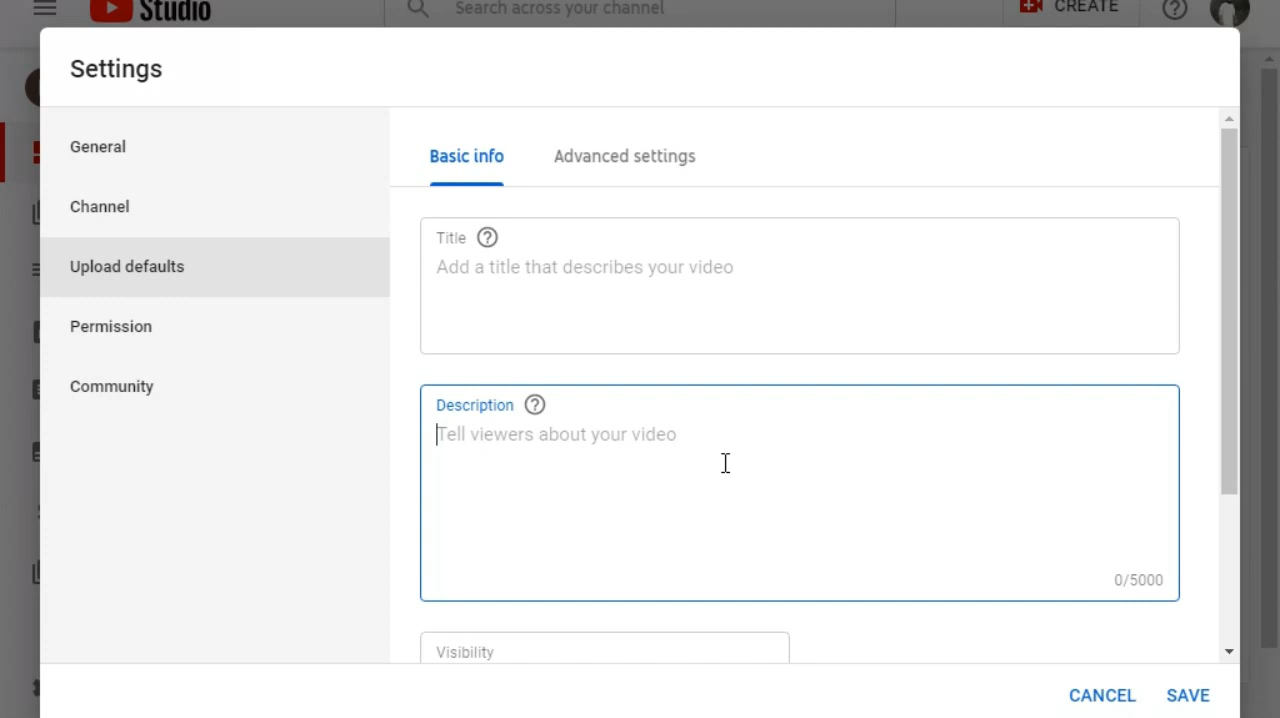 Studio
Search across your channel
CREATE
Settings
General
Channel
Upload defaults
Permission
Community
Basic info
Advanced settings
Title
Add a title that describes your video
Description
Tell viewers about your video
0/5000
Visibility
CANCEL
SAVE